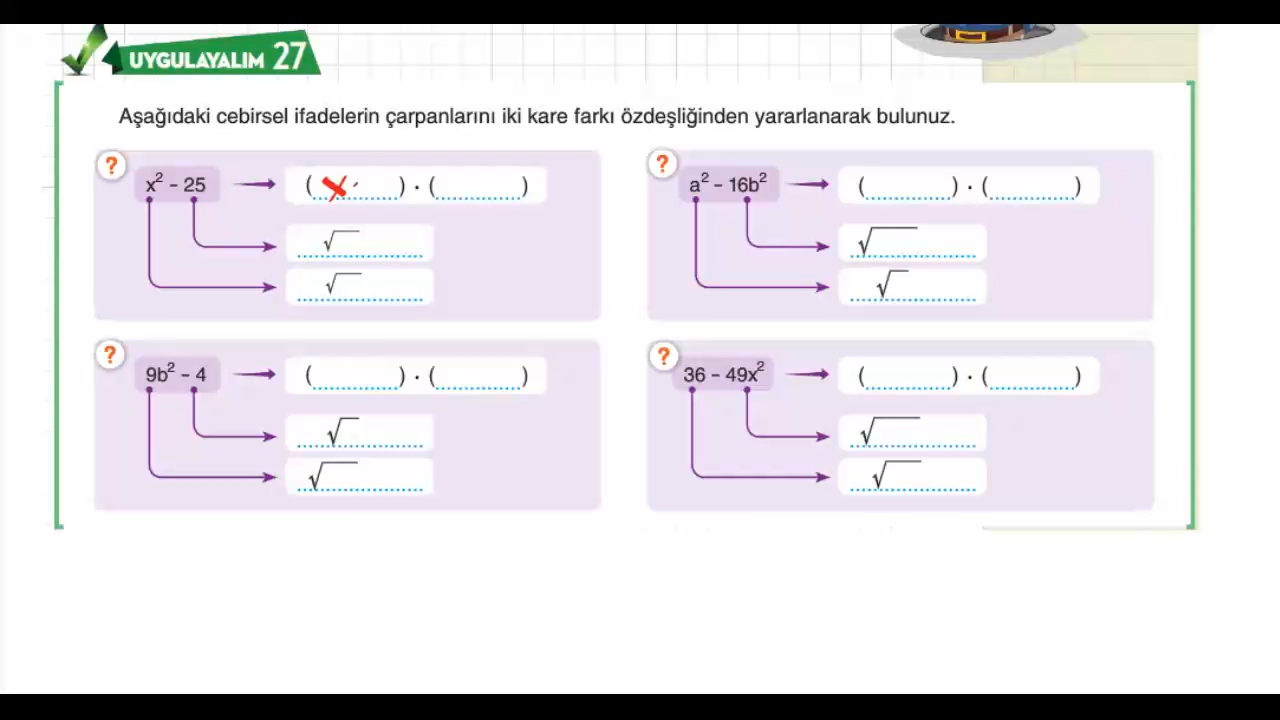 UYGULAYALIM 27
Aşağıdaki cebirsel ifadelerin çarpanlarını iki kare farkı özdeşliğinden yararlanarak bulunuz.
?
x² - 25 → ( x ............ ) · ( ............ )
√ ............
√ ............
?
a² - 16b² → ( ............ ) · ( ............ )
√ ............
√ ............
?
9b² - 4 → ( ............ ) · ( ............ )
√ ............
√ ............
?
36 - 49x² → ( ............ ) · ( ............ )
√ ............
√ ............